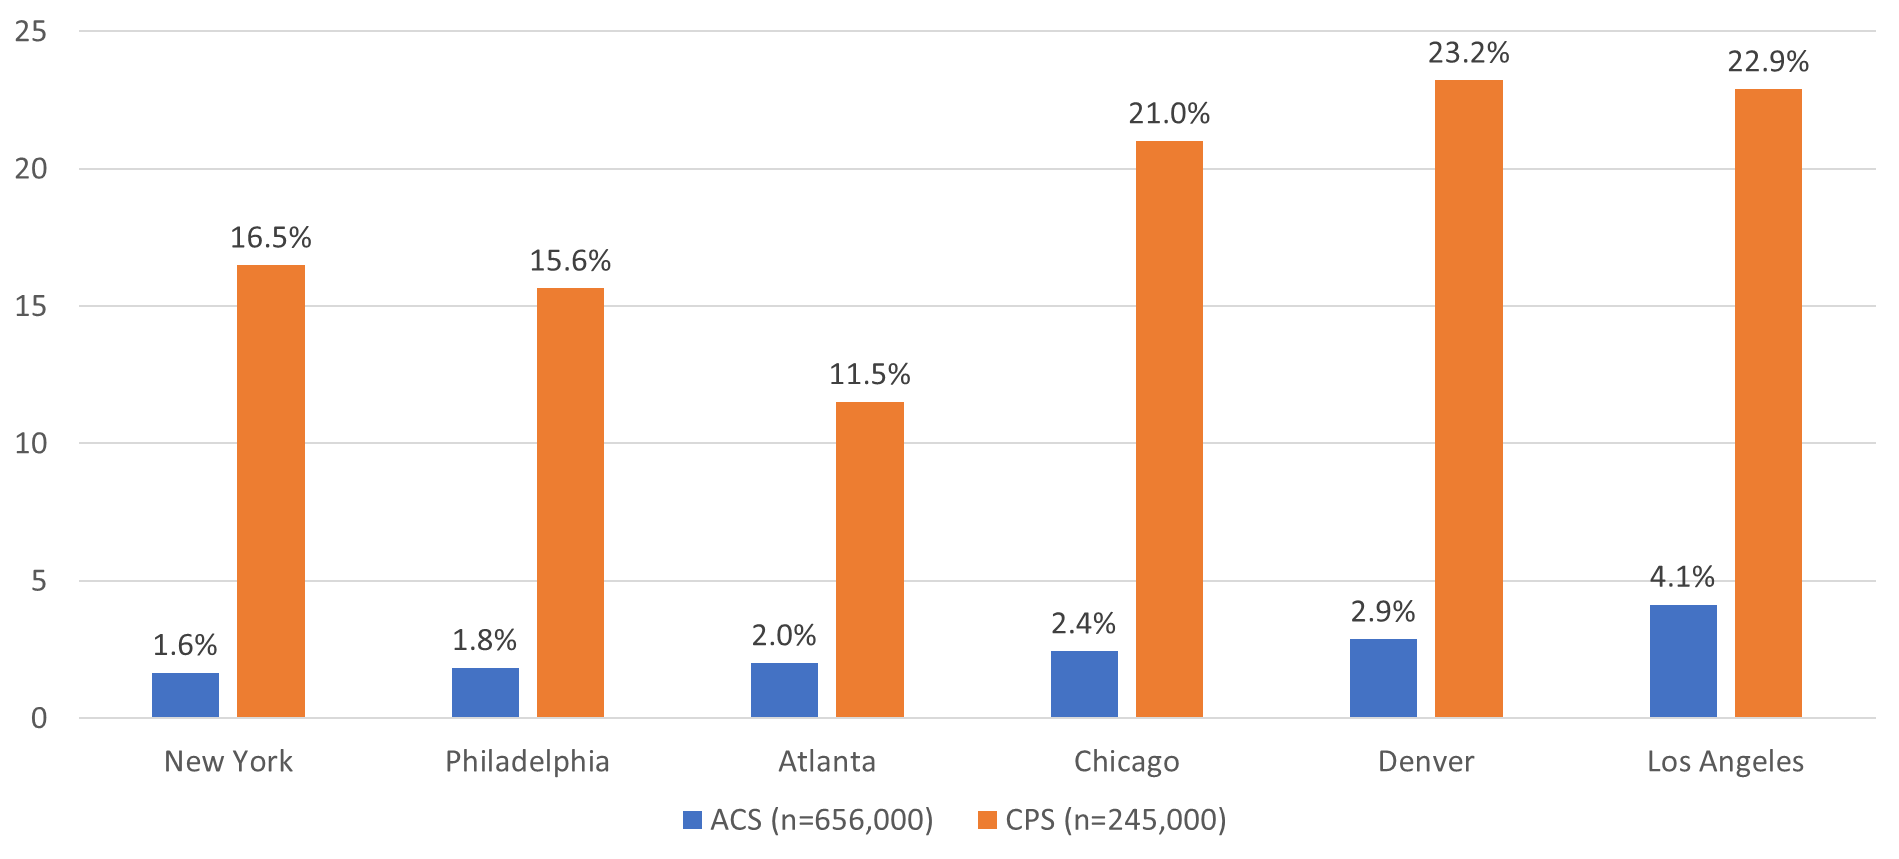 25
20
15
10
5
0
1.6%
16.5%
1.8%
15.6%
2.0%
11.5%
2.4%
21.0%
2.9%
23.2%
4.1%
22.9%
New York
Philadelphia
Atlanta
Chicago
Denver
Los Angeles
ACS (n=656,000)
CPS (n=245,000)